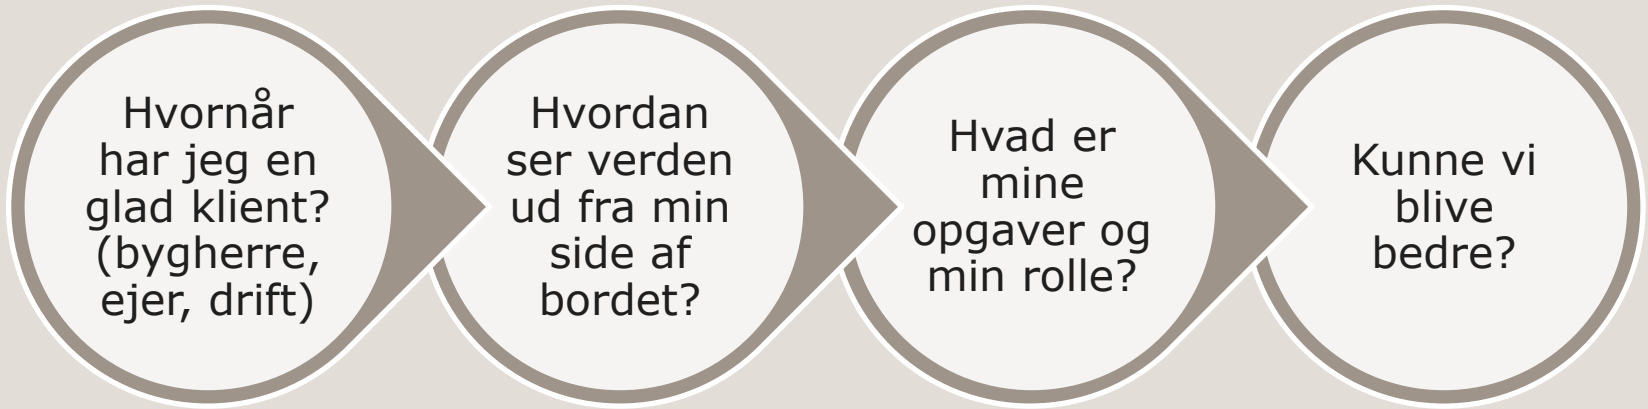 Hvornår
har jeg en
glad klient?
(bygherre,
ejer, drift)
Hvordan
ser verden
ud fra min
side af
bordet?
Hvad er
mine
opgaver og
min rolle?
Kunne vi
blive
bedre?